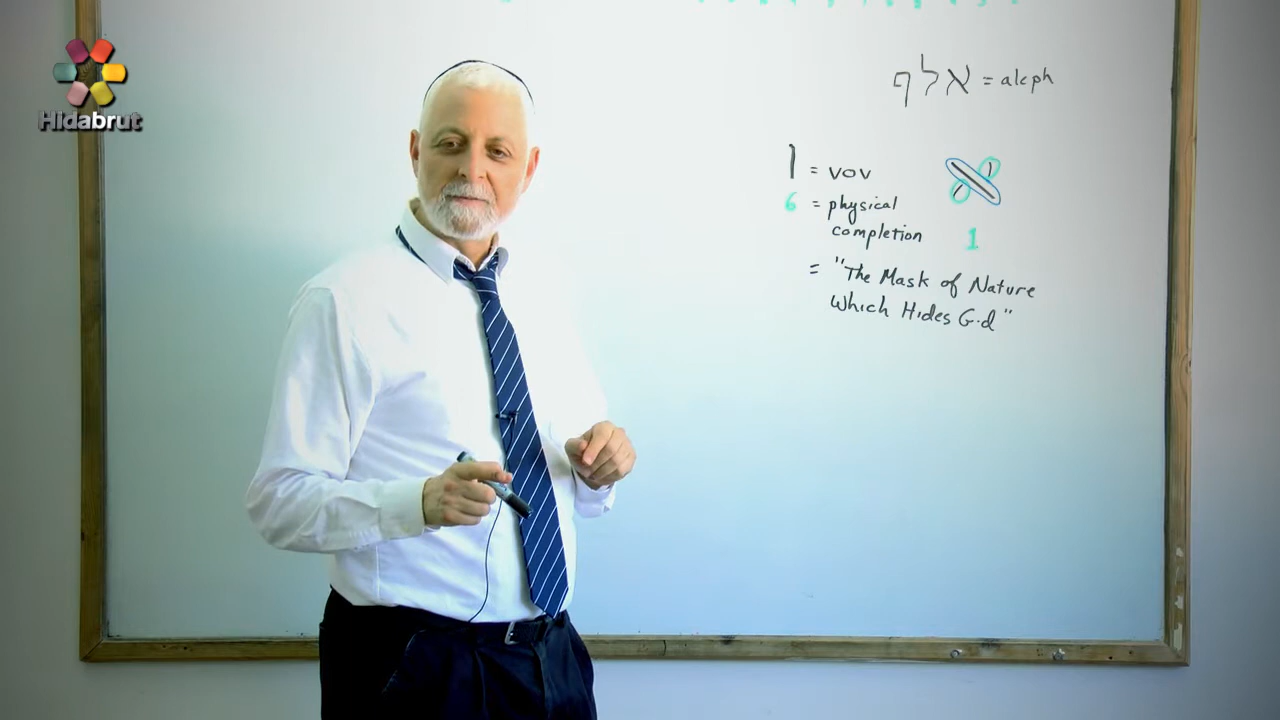 Hidabrut
אלף = aleph
ו = vov
6 = physical
completion
1
= "The Mask of Nature
Which Hides G-d"